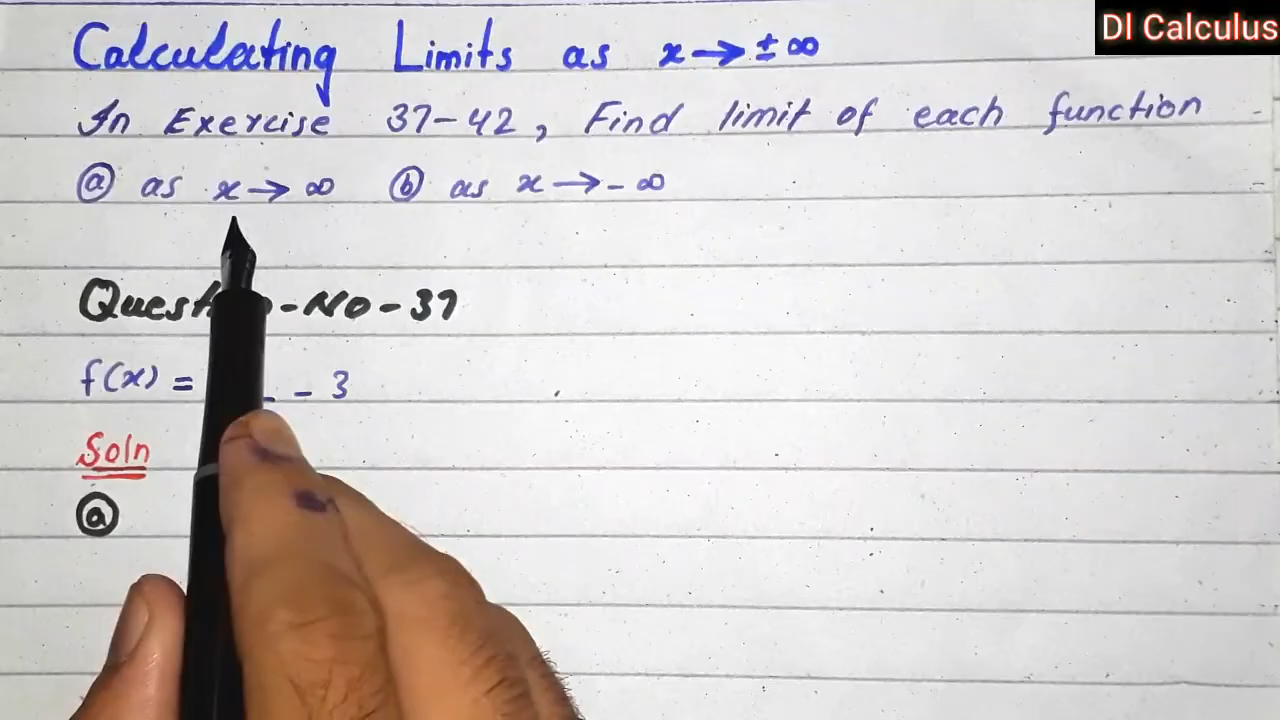 DI Calculus
Calculating Limits as x → ± ∞
In Exercise 37-42, Find limit of each function
ⓐ as x → ∞ ⓑ as x → - ∞
-No-37
f(x) = - 3
Soln
ⓐ